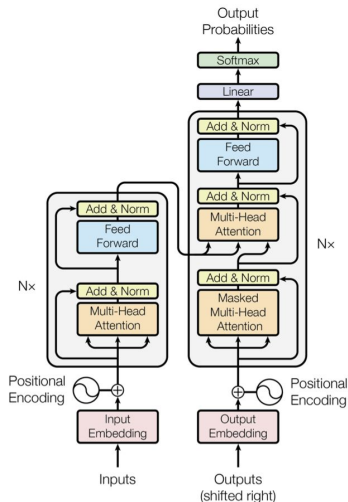 Output
Probabilities
Softmax
Linear
Add & Norm
Feed
Forward
Add & Norm
Multi-Head
Attention
Add & Norm
Masked
Multi-Head
Attention
N×
Add & Norm
Feed
Forward
Add & Norm
Multi-Head
Attention
N×
Positional
Encoding
Positional
Encoding
Input
Embedding
Output
Embedding
Inputs
Outputs
(shifted right)